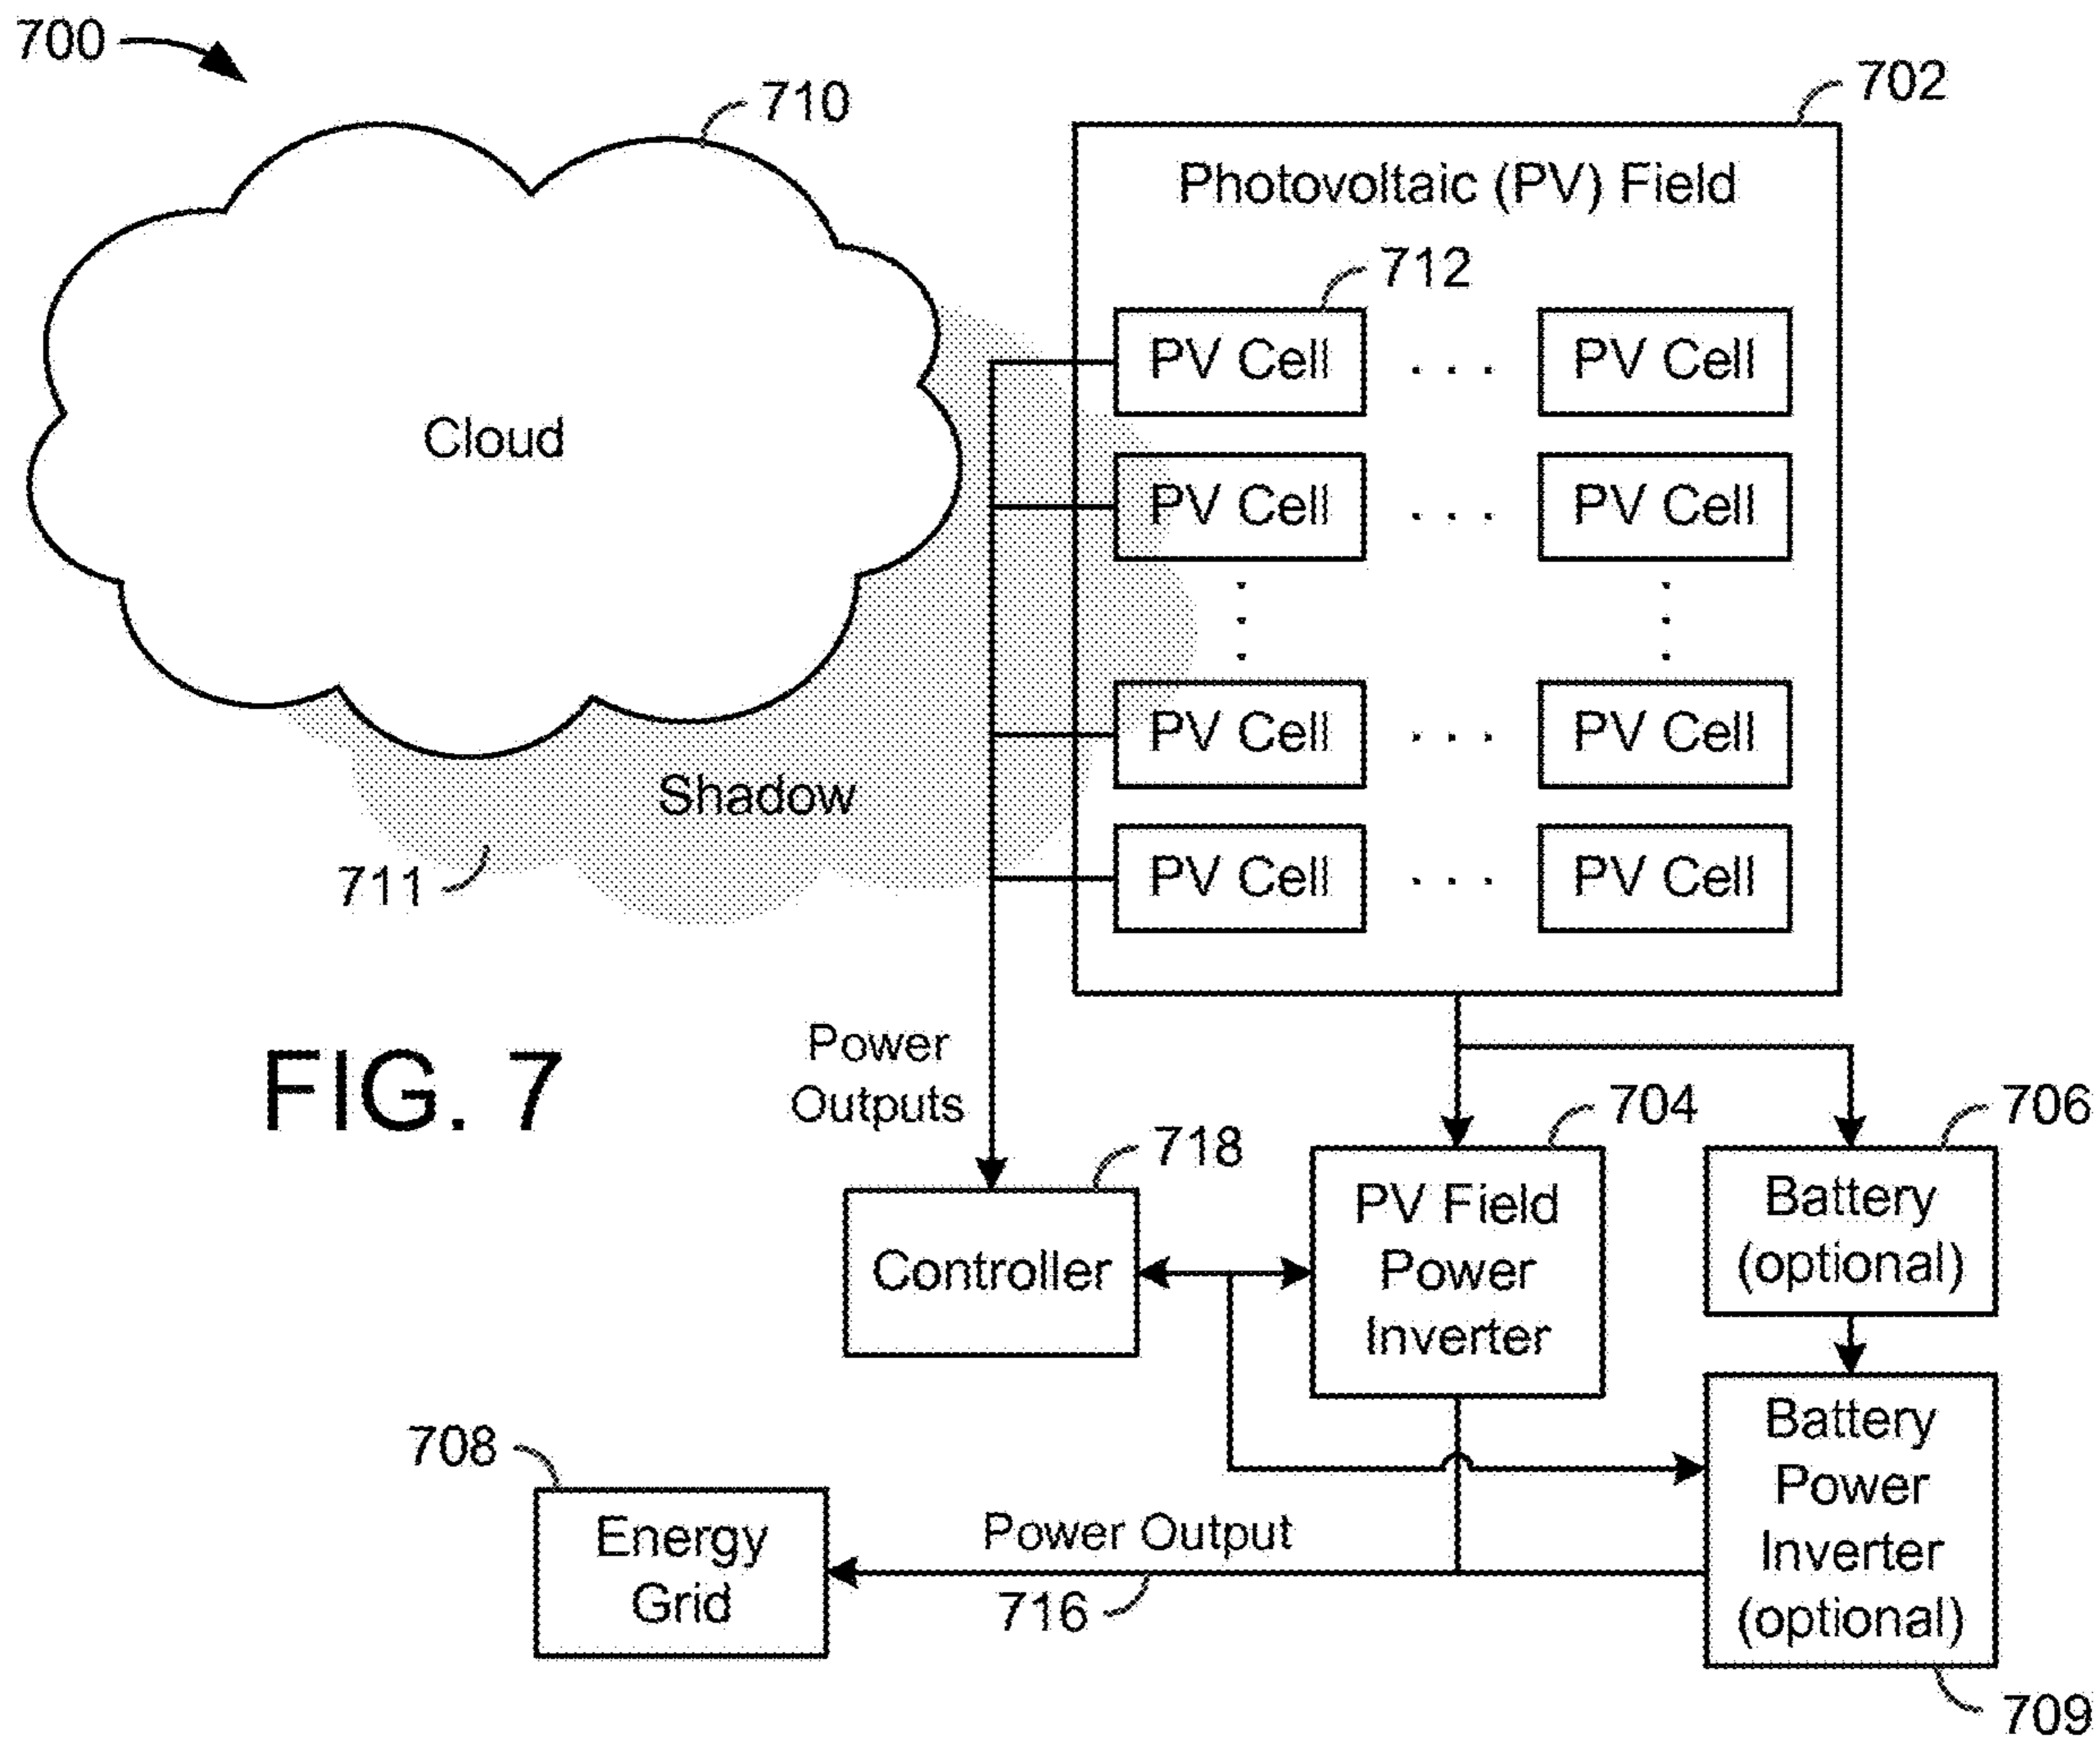 700
710
702
Photovoltaic (PV) Field
712
PV Cell . . . PV Cell
Cloud
PV Cell . . . PV Cell
PV Cell . . . PV Cell
Shadow
711
PV Cell . . . PV Cell
FIG. 7
Power
Outputs
718
704
706
Controller
PV Field
Power
Inverter
Battery
(optional)
708
Energy
Grid
Power Output
716
Battery
Power
Inverter
(optional)
709